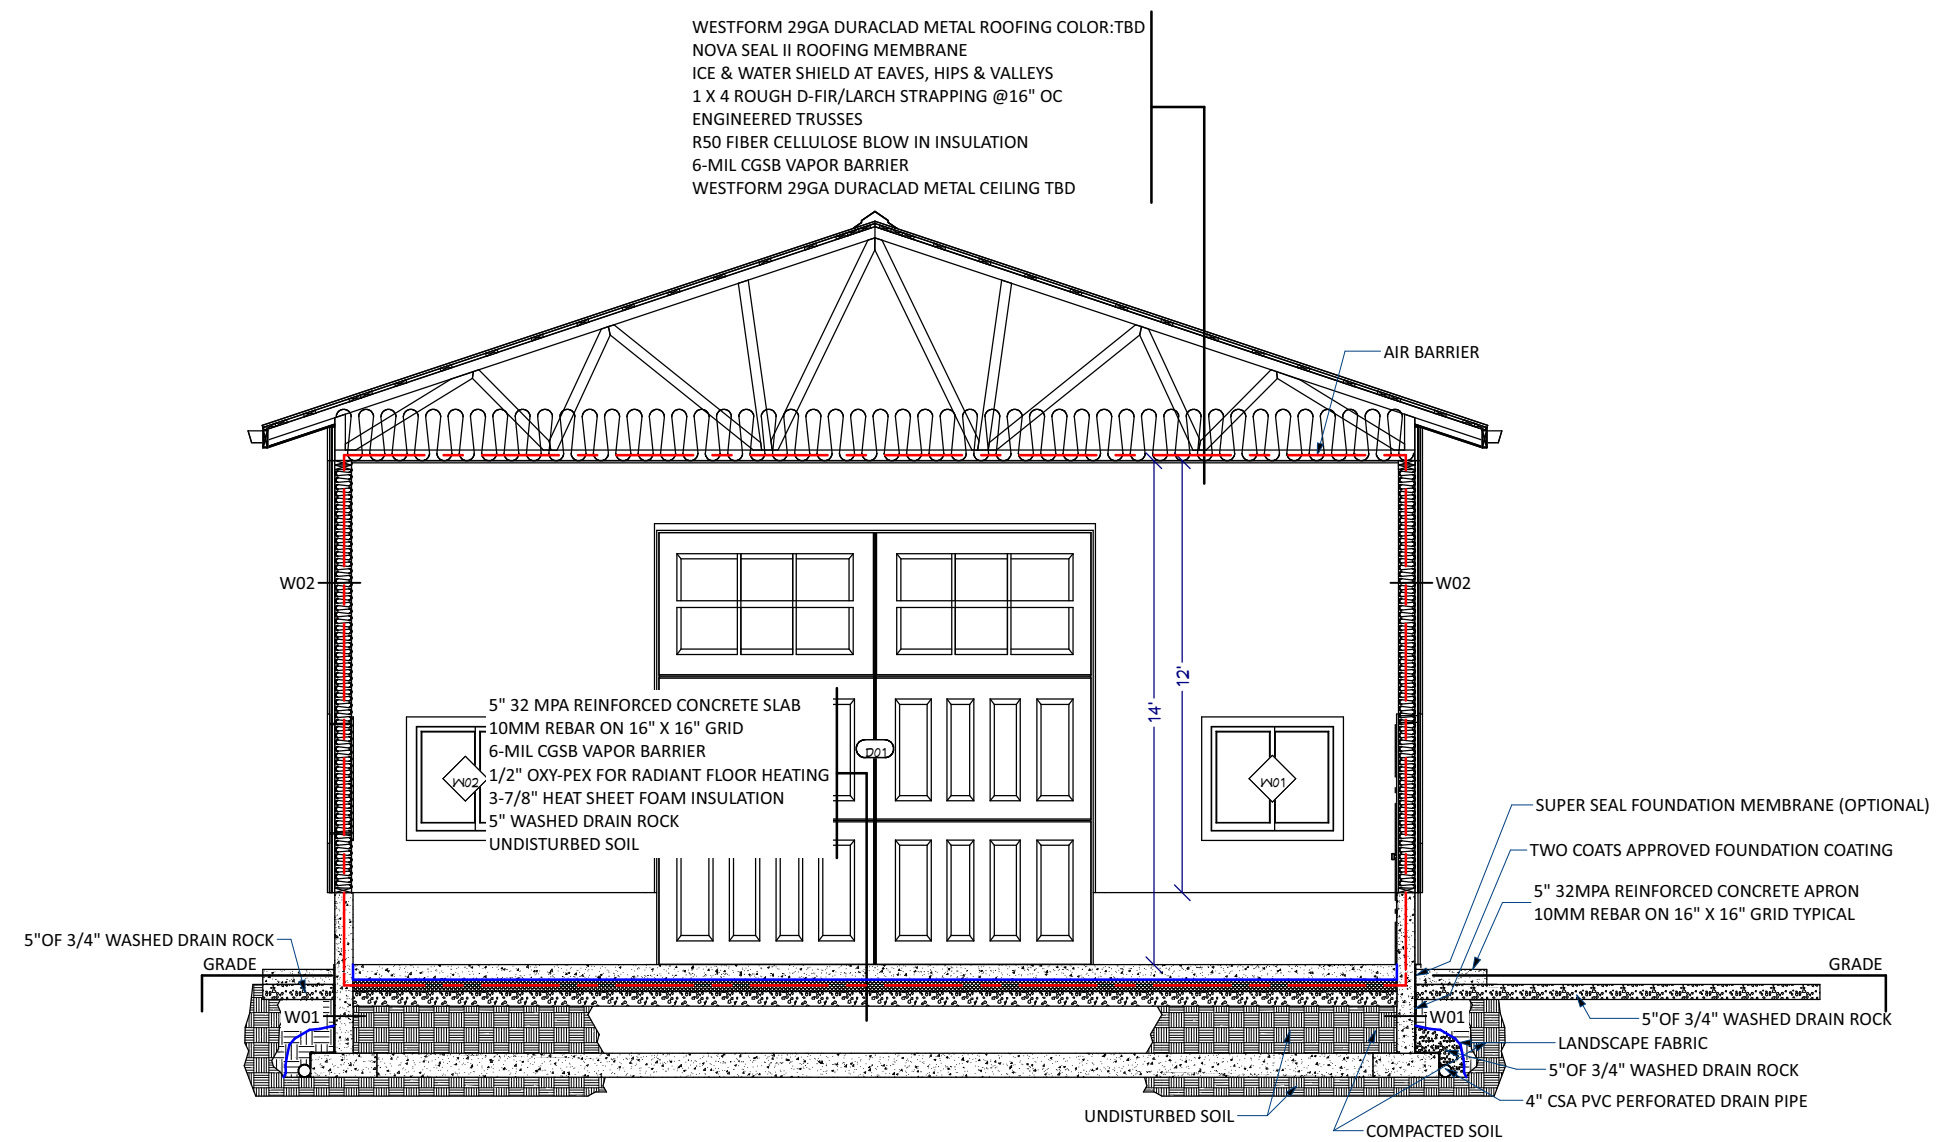 WESTFORM 29GA DURACLAD METAL ROOFING COLOR:TBD
NOVA SEAL II ROOFING MEMBRANE
ICE & WATER SHIELD AT EAVES, HIPS & VALLEYS
1 X 4 ROUGH D-FIR/LARCH STRAPPING @16" OC
ENGINEERED TRUSSES
R50 FIBER CELLULOSE BLOW IN INSULATION
6-MIL CGSB VAPOR BARRIER
WESTFORM 29GA DURACLAD METAL CEILING TBD
AIR BARRIER
W02
W02
12'
14'
5" 32 MPA REINFORCED CONCRETE SLAB
10MM REBAR ON 16" X 16" GRID
6-MIL CGSB VAPOR BARRIER
1/2" OXY-PEX FOR RADIANT FLOOR HEATING
3-7/8" HEAT SHEET FOAM INSULATION
5" WASHED DRAIN ROCK
UNDISTURBED SOIL
D01
W02
W01
SUPER SEAL FOUNDATION MEMBRANE (OPTIONAL)
TWO COATS APPROVED FOUNDATION COATING
5" 32MPA REINFORCED CONCRETE APRON
10MM REBAR ON 16" X 16" GRID TYPICAL
5"OF 3/4" WASHED DRAIN ROCK
GRADE
GRADE
W01
W01
5"OF 3/4" WASHED DRAIN ROCK
LANDSCAPE FABRIC
5"OF 3/4" WASHED DRAIN ROCK
4" CSA PVC PERFORATED DRAIN PIPE
UNDISTURBED SOIL
COMPACTED SOIL